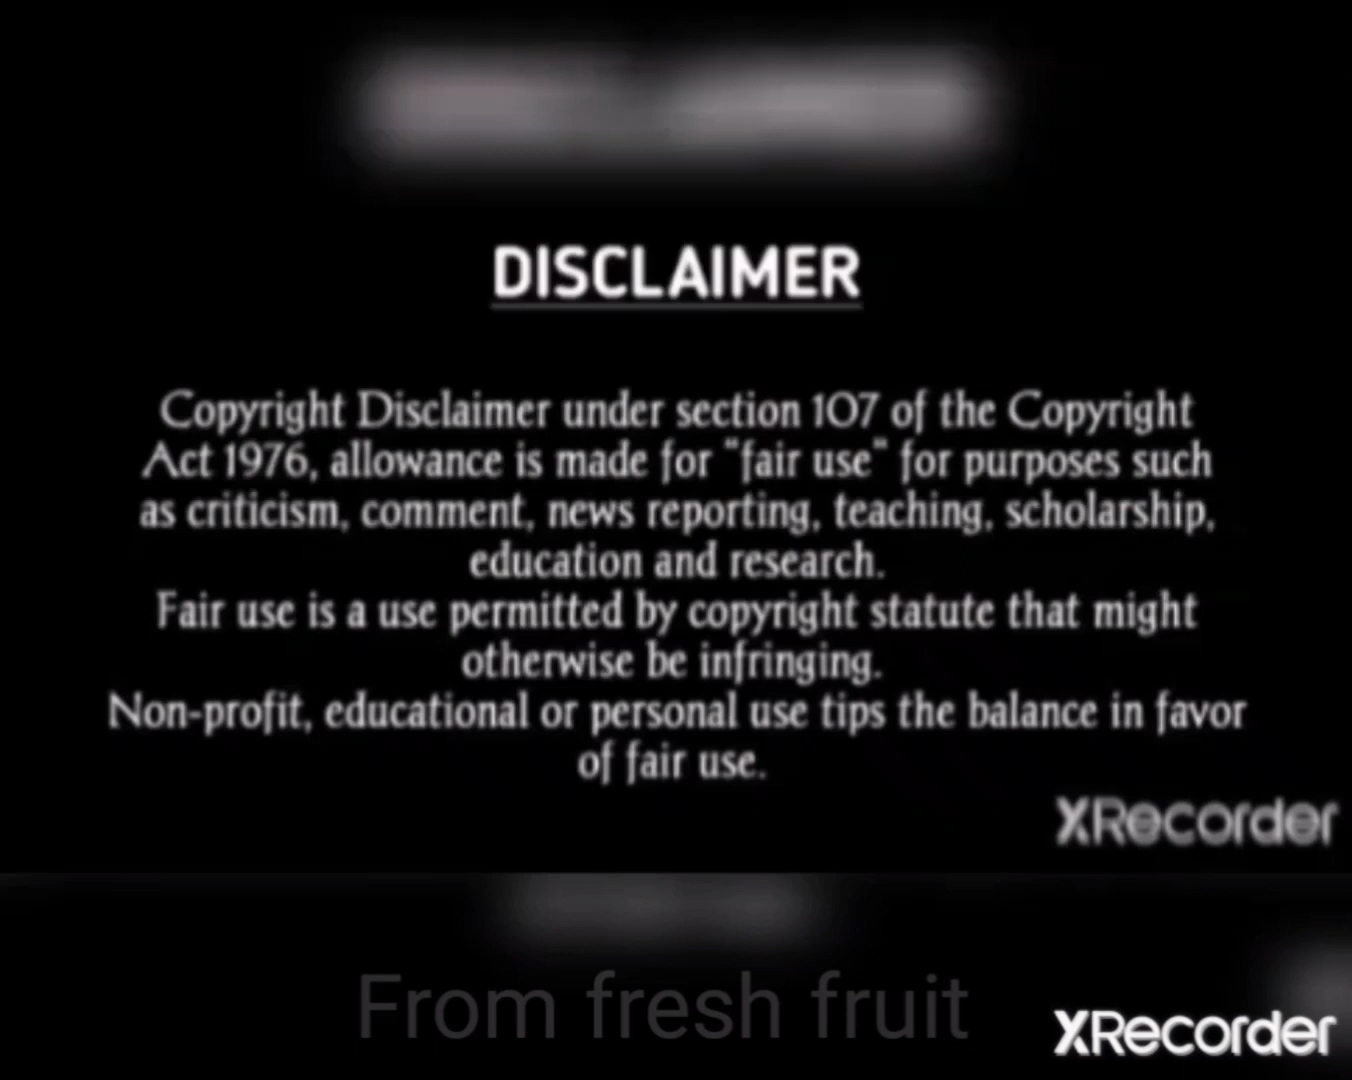 DISCLAIMER
Copyright Disclaimer under section 107 of the Copyright
Act 1976, allowance is made for "fair use" for purposes such
as criticism, comment, news reporting, teaching, scholarship,
education and research.
Fair use is a use permitted by copyright statute that might
otherwise be infringing.
Non-profit, educational or personal use tips the balance in favor
of fair use.
XRecorder
From fresh fruit
XRecorder